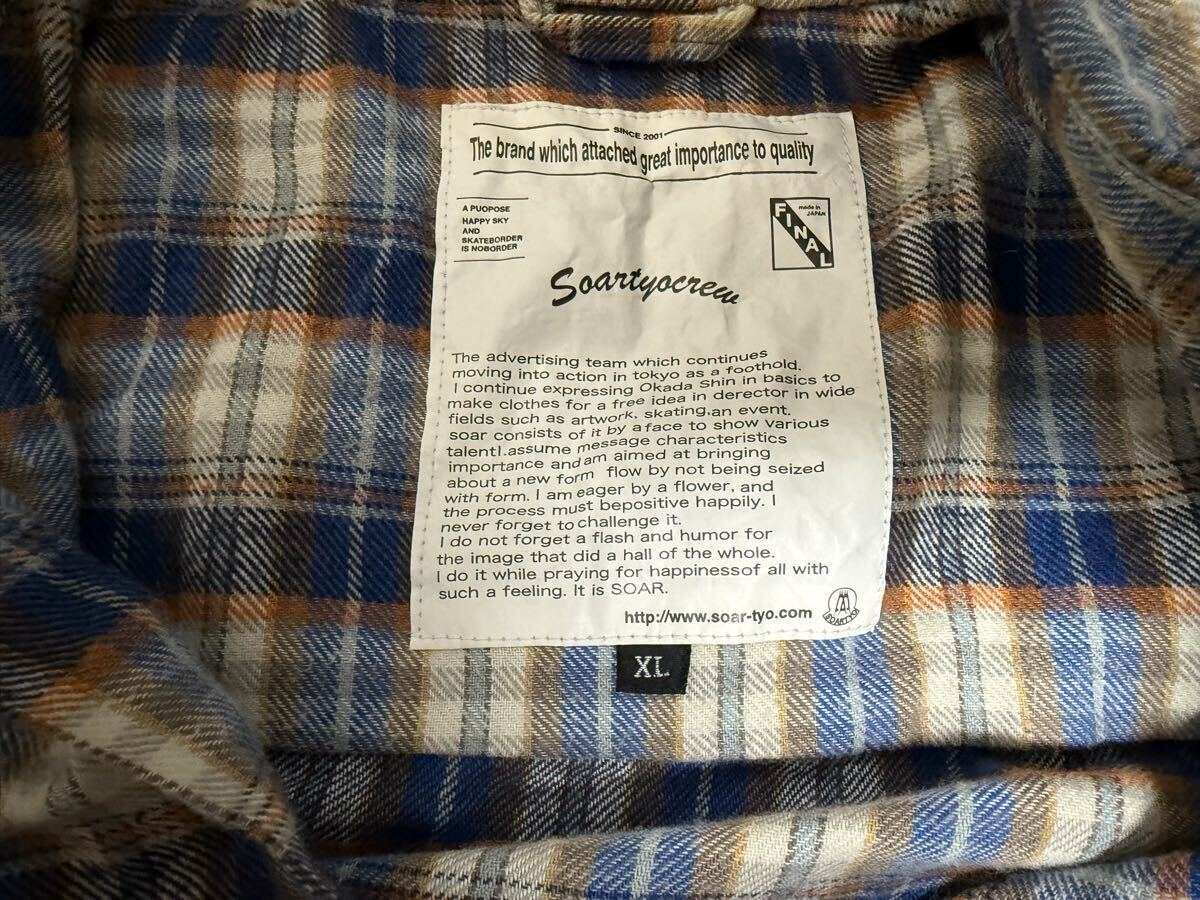 SINCE 2001
The brand which attached great importance to quality
A PUOPOSE
HAPPY SKY
AND
SKATEBORDER
IS NOBORDER
made in
JAPAN
FINAL
Soartyocrew
The advertising team which continues
moving into action in tokyo as a foothold.
I continue expressing Okada Shin in basics to
make clothes for a free idea in derector in wide
fields such as artwork. skating.an event.
soar consists of it by a face to show various
talentI.assume message characteristics
importance and am aimed at bringing
about a new form flow by not being seized
with form. I am eager by a flower, and
the process must bepositive happily. I
never forget to challenge it.
I do not forget a flash and humor for
the image that did a hall of the whole.
I do it while praying for happinessof all with
such a feeling. It is SOAR.
http://www.soar-tyo.com
SOARTYO
XL